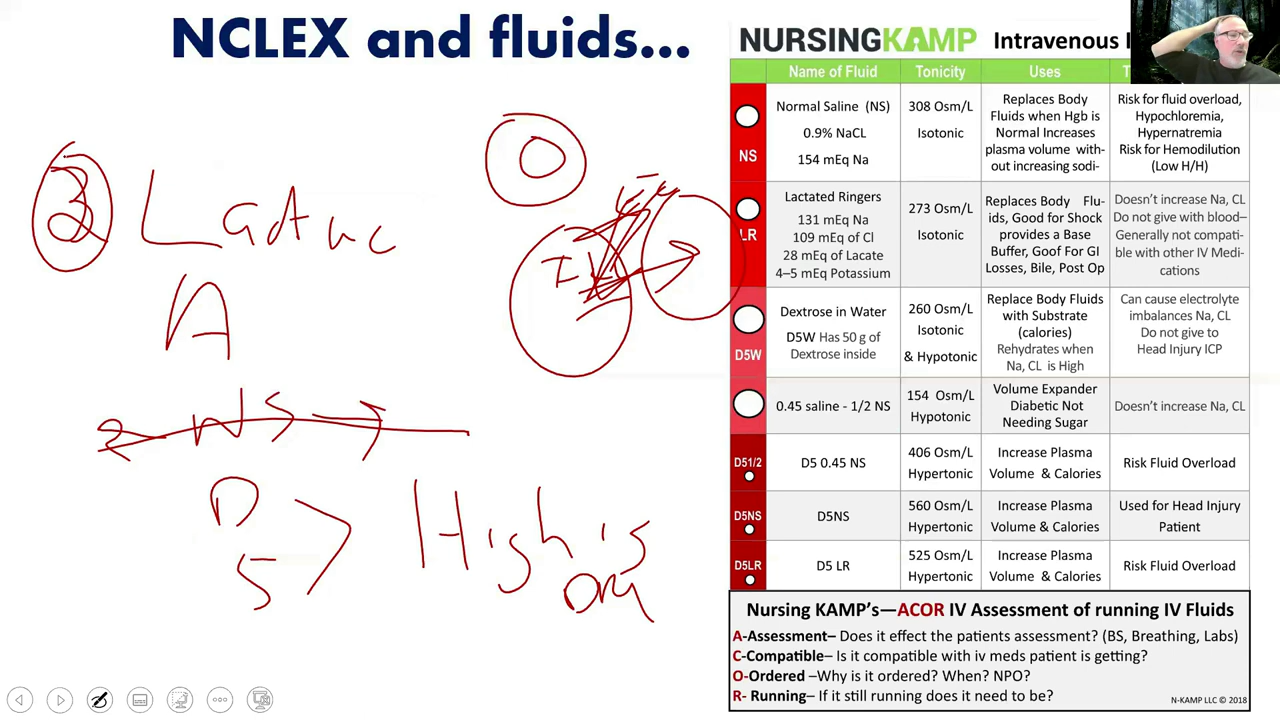 NCLEX and fluids...
3
A
NS
D
5
>
High is
IV
NURSINGKAMP Intravenous
Name of Fluid Tonicity Uses
NS
Normal Saline (NS)
0.9% NaCL
154 mEq Na
308 Osm/L
Isotonic
Replaces Body
Fluids when Hgb is
Normal Increases
plasma volume with-
out increasing sodi-
Risk for fluid overload,
Hypochloremia,
Hypernatremia
Risk for Hemodilution
(Low H/H)
LR
Lactated Ringers
131 mEq Na
109 mEq of Cl
28 mEq of Lacate
4–5 mEq Potassium
273 Osm/L
Isotonic
Replaces Body Flu-
ids, Good for Shock
provides a Base
Buffer, Goof For GI
Losses, Bile, Post Op
Doesn't increase Na, CL
Do not give with blood–
Generally not compati-
ble with other IV Medi-
cations
D5W
Dextrose in Water
D5W Has 50 g of
Dextrose inside
260 Osm/L
Isotonic
& Hypotonic
Replace Body Fluids
with Substrate
(calories)
Rehydrates when
Na, CL is High
Can cause electrolyte
imbalances Na, CL
Do not give to
Head Injury ICP
0.45 saline - 1/2 NS
154 Osm/L
Hypotonic
Volume Expander
Diabetic Not
Needing Sugar
Doesn't increase Na, CL
D51/2
D5 0.45 NS
406 Osm/L
Hypertonic
Increase Plasma
Volume & Calories
Risk Fluid Overload
D5NS
D5NS
560 Osm/L
Hypertonic
Increase Plasma
Volume & Calories
Used for Head Injury
Patient
D5LR
D5 LR
525 Osm/L
Hypertonic
Increase Plasma
Volume & Calories
Risk Fluid Overload
Nursing KAMP's—ACOR IV Assessment of running IV Fluids
A-Assessment– Does it effect the patients assessment? (BS, Breathing, Labs)
C-Compatible– Is it compatible with iv meds patient is getting?
O-Ordered –Why is it ordered? When? NPO?
R- Running– If it still running does it need to be?
N-KAMP LLC © 2018